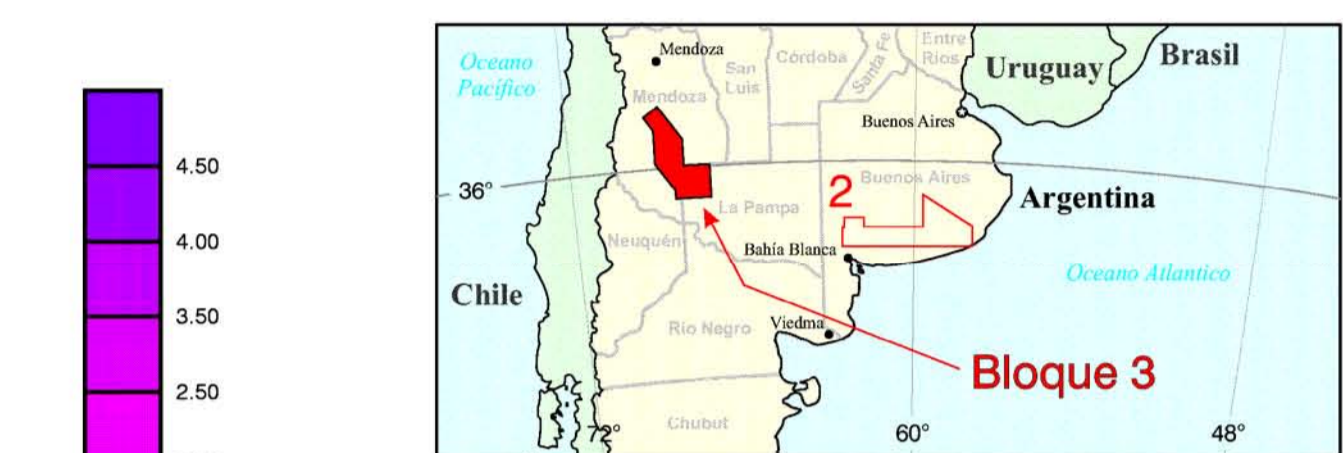 4.50
4.00
3.50
2.50
Oceano
Pacífico
Mendoza
Mendoza
San
Luis
Córdoba
Santa Fe
Entre
Rios
Uruguay
Brasil
Buenos Aires
36°
Buenos Aires
2
Argentina
La Pampa
Neuquén
Bahía Blanca
Oceano Atlantico
Chile
Rio Negro
Viedma
Bloque 3
Chubut
72°
60°
48°